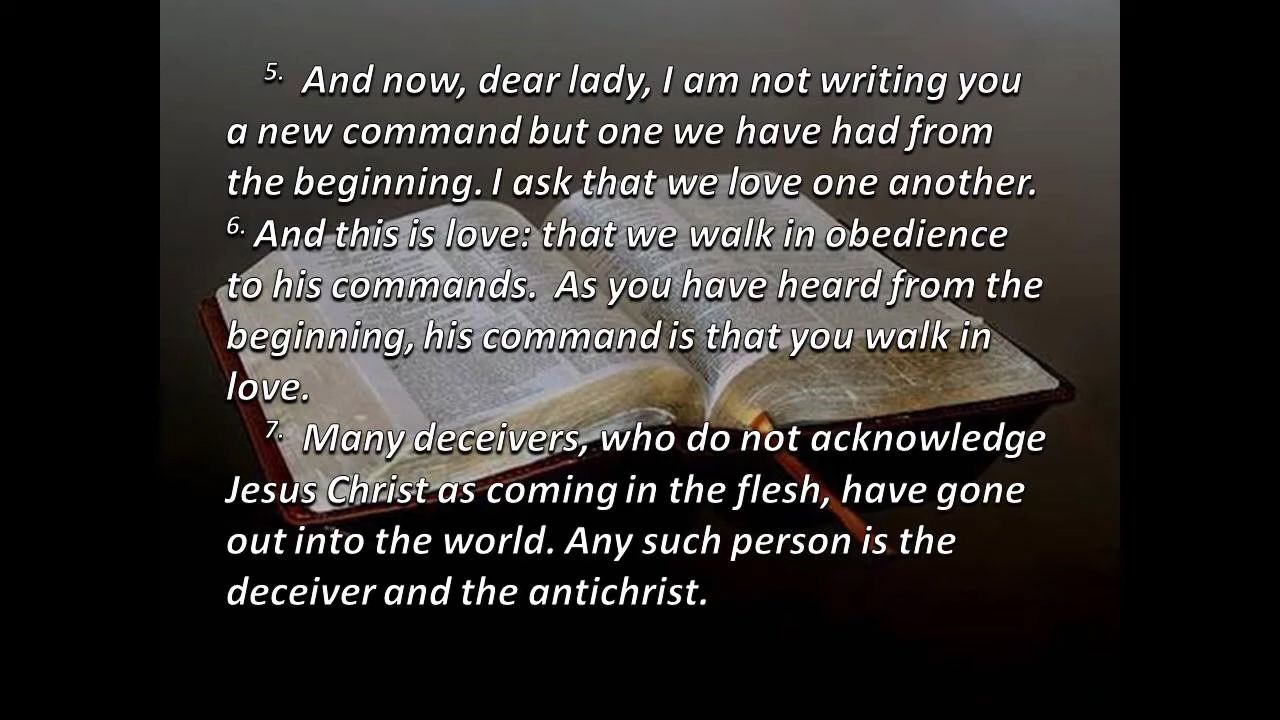 5. And now, dear lady, I am not writing you
a new command but one we have had from
the beginning. I ask that we love one another.
6. And this is love: that we walk in obedience
to his commands. As you have heard from the
beginning, his command is that you walk in
love.
7. Many deceivers, who do not acknowledge
Jesus Christ as coming in the flesh, have gone
out into the world. Any such person is the
deceiver and the antichrist.